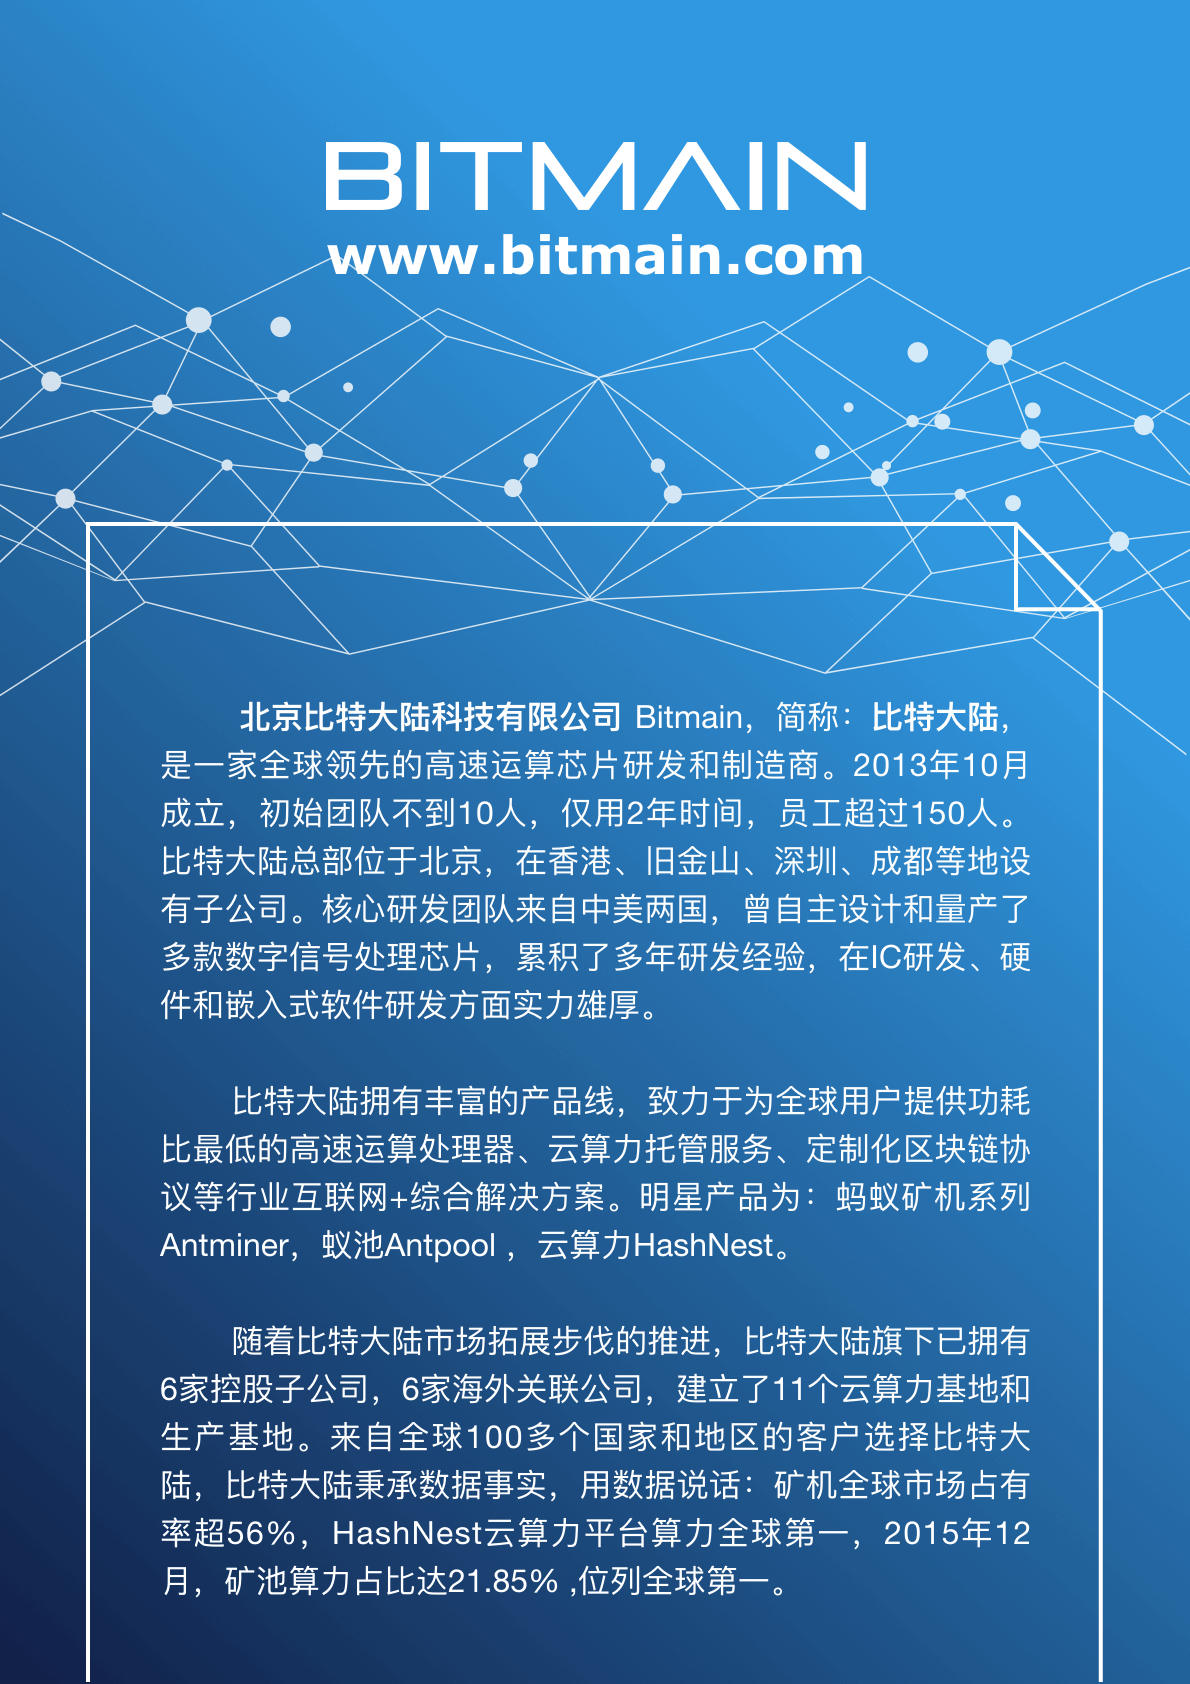 BITMAIN
www.bitmain.com
北京比特大陆科技有限公司 Bitmain，简称：比特大陆，
是一家全球领先的高速运算芯片研发和制造商。2013年10月
成立，初始团队不到10人，仅用2年时间，员工超过150人。
比特大陆总部位于北京，在香港、旧金山、深圳、成都等地设
有子公司。核心研发团队来自中美两国，曾自主设计和量产了
多款数字信号处理芯片，累积了多年研发经验，在IC研发、硬
件和嵌入式软件研发方面实力雄厚。
比特大陆拥有丰富的产品线，致力于为全球用户提供功耗
比最低的高速运算处理器、云算力托管服务、定制化区块链协
议等行业互联网+综合解决方案。明星产品为：蚂蚁矿机系列
Antminer，蚁池Antpool ，云算力HashNest。
随着比特大陆市场拓展步伐的推进，比特大陆旗下已拥有
6家控股子公司，6家海外关联公司，建立了11个云算力基地和
生产基地。来自全球100多个国家和地区的客户选择比特大
陆，比特大陆秉承数据事实，用数据说话：矿机全球市场占有
率超56%，HashNest云算力平台算力全球第一，2015年12
月，矿池算力占比达21.85% ,位列全球第一。